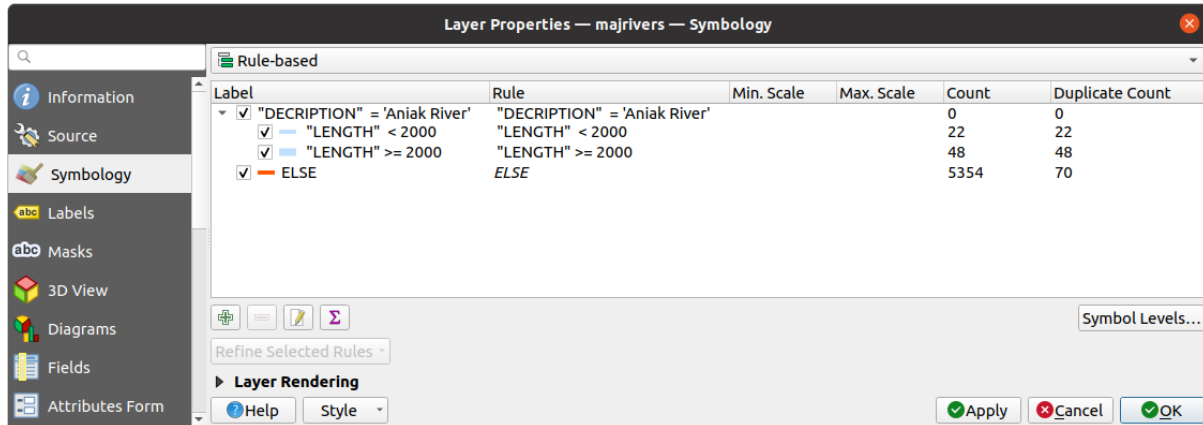 Layer Properties — majrivers — Symbology
Rule-based
Information
Source
Symbology
abc Labels
abc Masks
3D View
Diagrams
Fields
Attributes Form
Label Rule Min. Scale Max. Scale Count Duplicate Count
"DECRIPTION" = 'Aniak River' "DECRIPTION" = 'Aniak River' 0 0
"LENGTH" < 2000 "LENGTH" < 2000 22 22
"LENGTH" >= 2000 "LENGTH" >= 2000 48 48
ELSE ELSE 5354 70
Σ
Symbol Levels...
Refine Selected Rules
Layer Rendering
Help Style Apply Cancel OK